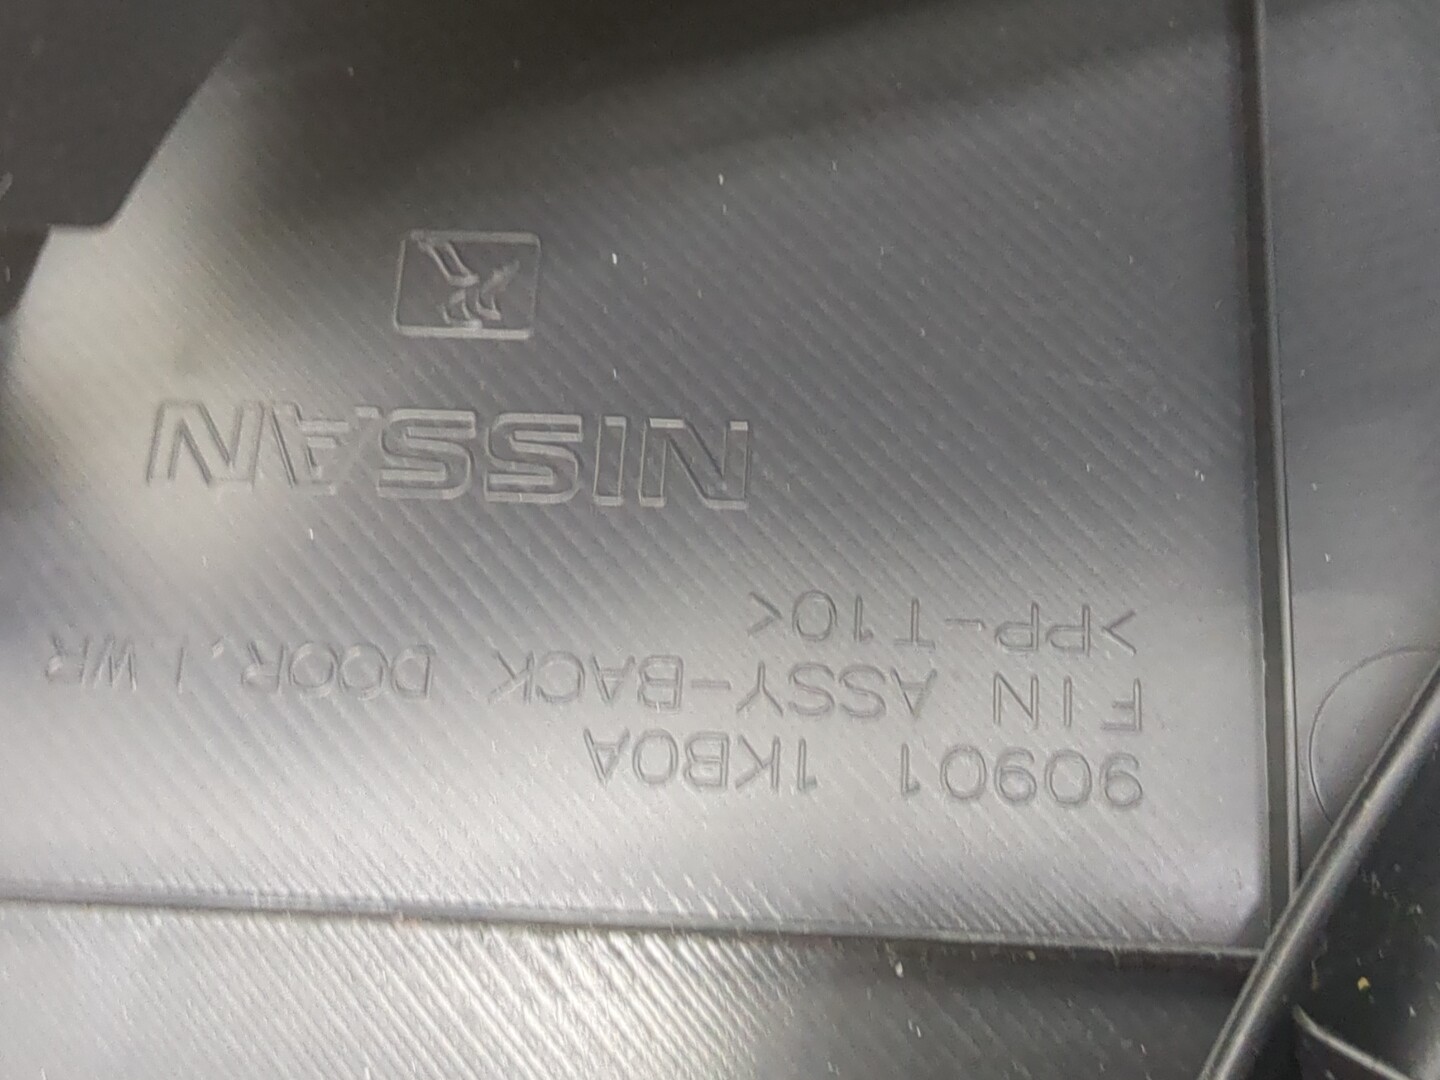 90901 1KB0A
FIN ASSY-BACK DOOR, LWR
>PP-T10<
NISSAN